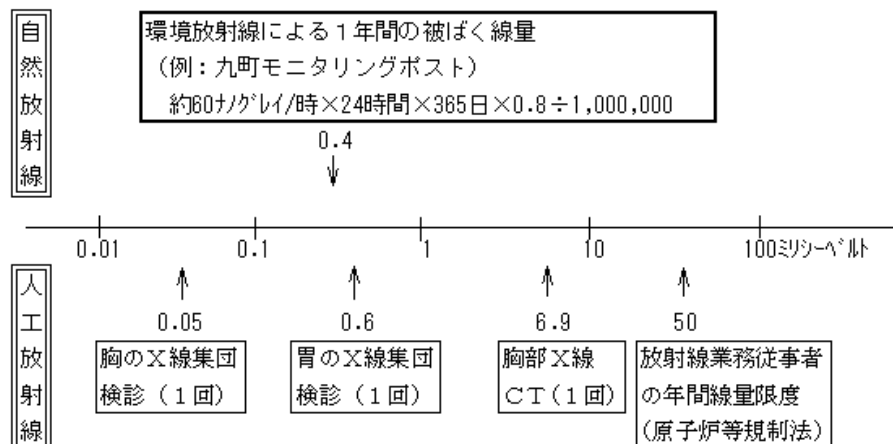 自然放射線
環境放射線による１年間の被ばく線量
（例：九町モニタリングポスト）
約60ﾅﾉｸﾞﾚｲ/時×24時間×365日×0.8÷1,000,000
0.4
0.01 0.1 1 10 100ﾐﾘｼｰﾍﾞﾙﾄ
人工放射線
0.05 0.6 6.9 50
胸のＸ線集団
検診（１回）
胃のＸ線集団
検診（１回）
胸部Ｘ線
ＣＴ(１回)
放射線業務従事者
の年間線量限度
(原子炉等規制法)